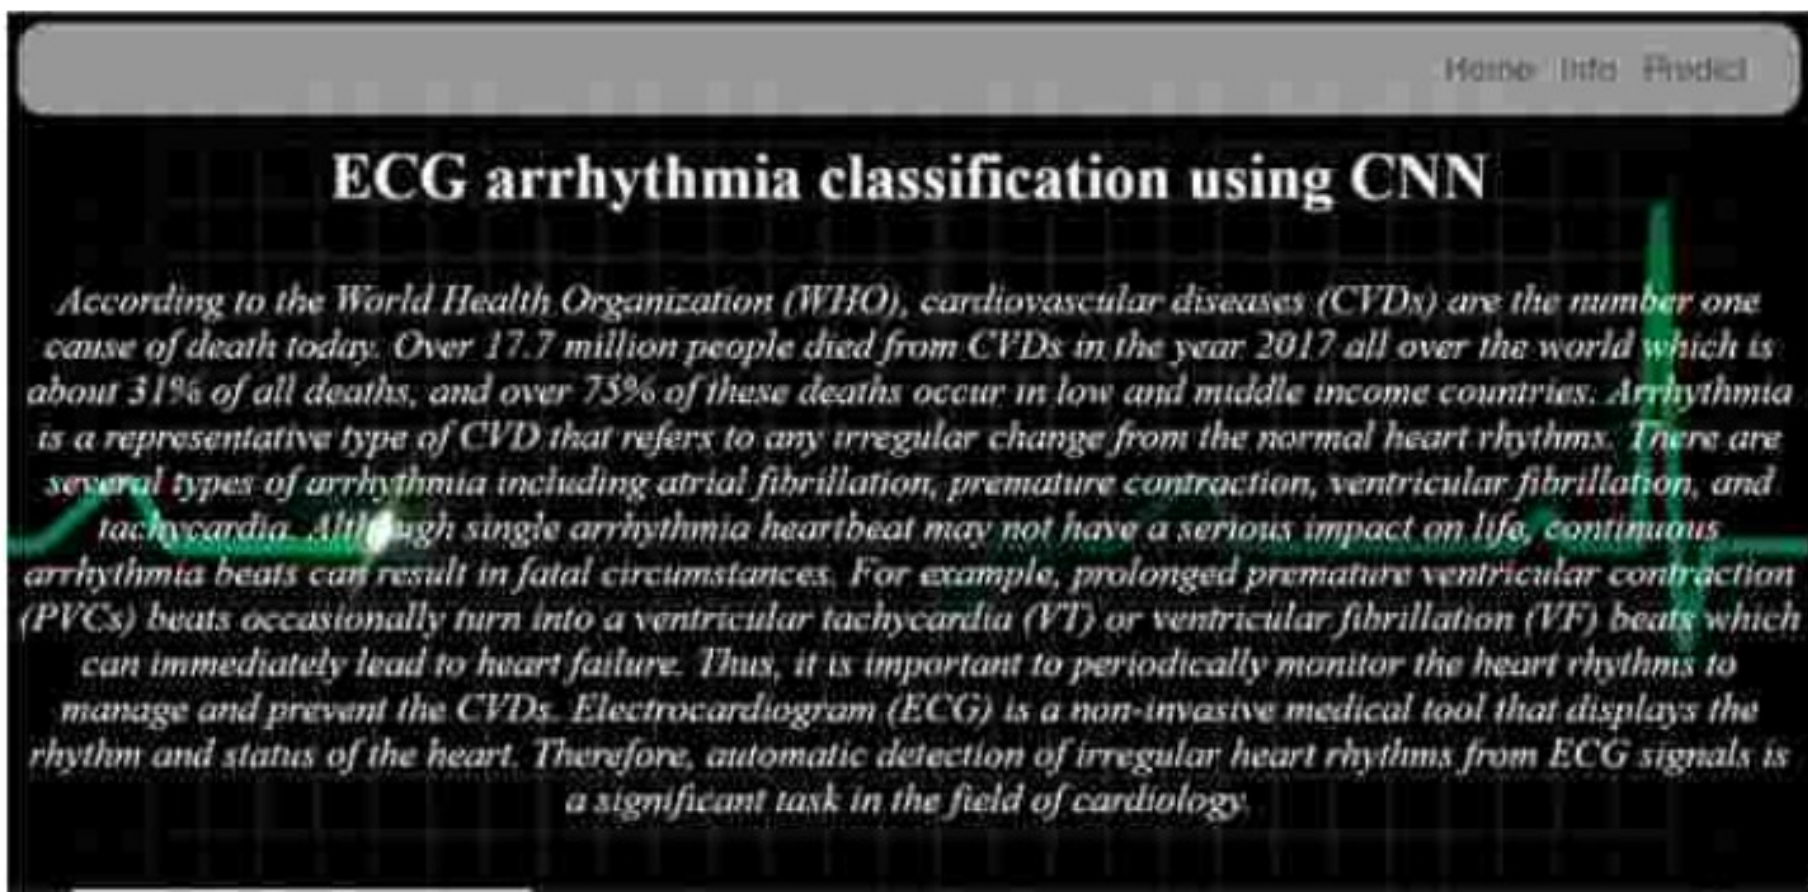 Home Info Predict
ECG arrhythmia classification using CNN
According to the World Health Organization (WHO), cardiovascular diseases (CVDs) are the number one
cause of death today. Over 17.7 million people died from CVDs in the year 2017 all over the world which is
about 31% of all deaths, and over 75% of these deaths occur in low and middle income countries. Arrhythmia
is a representative type of CVD that refers to any irregular change from the normal heart rhythms. There are
several types of arrhythmia including atrial fibrillation, premature contraction, ventricular fibrillation, and
tachycardia. Although single arrhythmia heartbeat may not have a serious impact on life, continuous
arrhythmia beats can result in fatal circumstances. For example, prolonged premature ventricular contraction
(PVCs) beats occasionally turn into a ventricular tachycardia (VT) or ventricular fibrillation (VF) beats which
can immediately lead to heart failure. Thus, it is important to periodically monitor the heart rhythms to
manage and prevent the CVDs. Electrocardiogram (ECG) is a non-invasive medical tool that displays the
rhythm and status of the heart. Therefore, automatic detection of irregular heart rhythms from ECG signals is
a significant task in the field of cardiology.